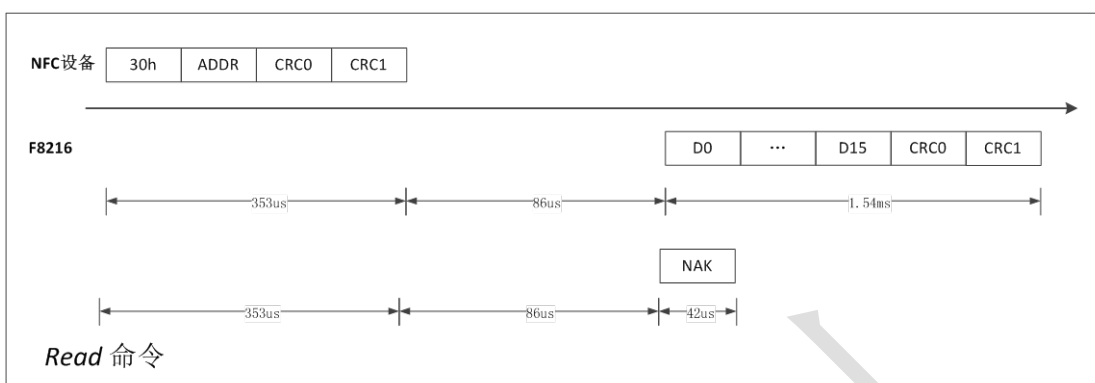 NFC设备 30h ADDR CRC0 CRC1
F8216 D0 ... D15 CRC0 CRC1
353us 86us 1.54ms
NAK
353us 86us 42us
Read 命令